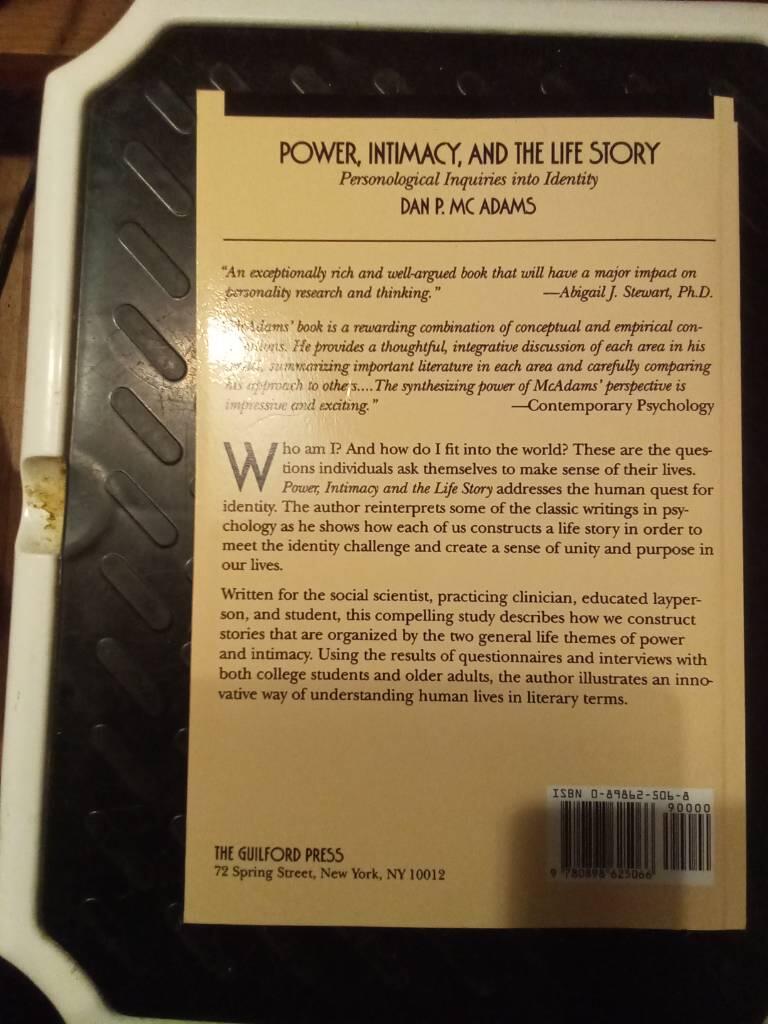 POWER, INTIMACY, AND THE LIFE STORY
Personological Inquiries into Identity
DAN P. MC ADAMS
"An exceptionally rich and well-argued book that will have a major impact on
personality research and thinking." —Abigail J. Stewart, Ph.D.
McAdams' book is a rewarding combination of conceptual and empirical con-
He provides a thoughtful, integrative discussion of each area in his
summarizing important literature in each area and carefully comparing
his approach to others....The synthesizing power of McAdams' perspective is
impressive and exciting." —Contemporary Psychology
Who am I? And how do I fit into the world? These are the ques-
tions individuals ask themselves to make sense of their lives.
Power, Intimacy and the Life Story addresses the human quest for
identity. The author reinterprets some of the classic writings in psy-
chology as he shows how each of us constructs a life story in order to
meet the identity challenge and create a sense of unity and purpose in
our lives.
Written for the social scientist, practicing clinician, educated layper-
son, and student, this compelling study describes how we construct
stories that are organized by the two general life themes of power
and intimacy. Using the results of questionnaires and interviews with
both college students and older adults, the author illustrates an inno-
vative way of understanding human lives in literary terms.
ISBN 0-89862-506-8
90000
9 780898 625066
THE GUILFORD PRESS
72 Spring Street, New York, NY 10012